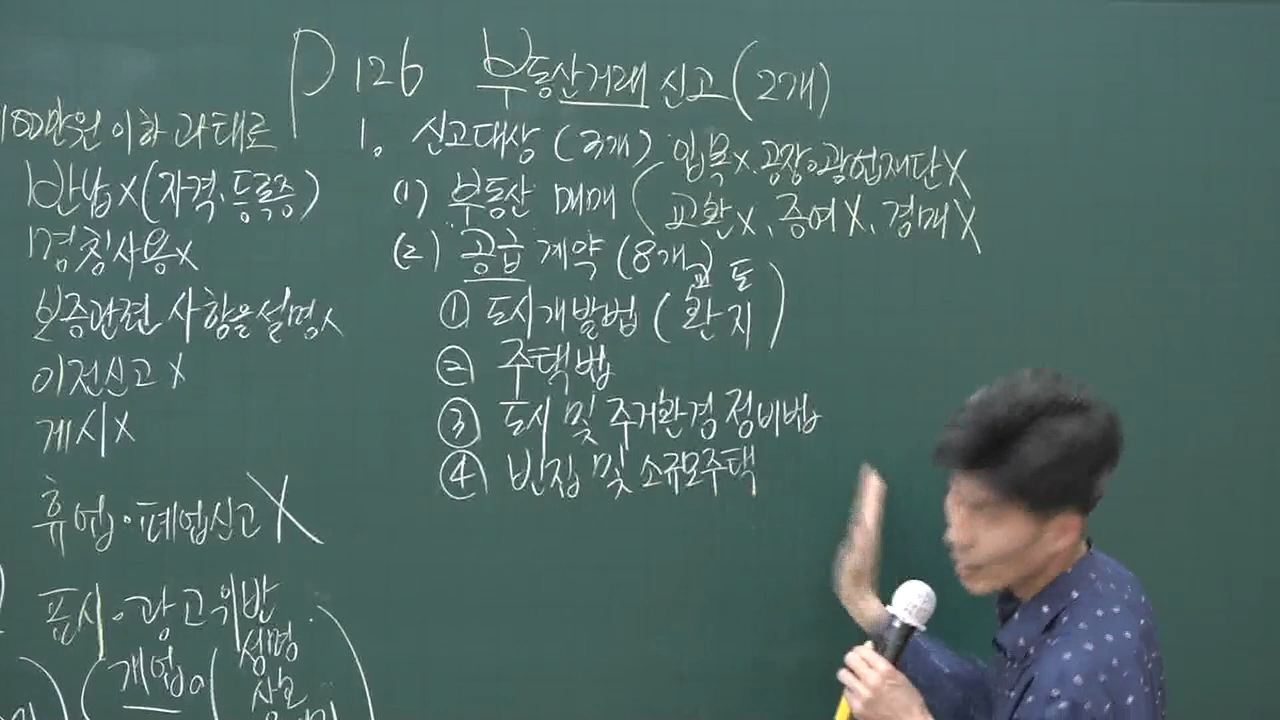 P 126 부동산거래 신고 (2개)
1. 신고대상 (3개)
(1) 부동산 매매 (입목X, 공장·광업재단X
교환X, 증여X, 경매X
(2) 공급 계약 (8개)
① 도시개발법 (환지)
② 주택법
③ 도시 및 주거환경 정비법
④ 빈집 및 소규모주택
100만원 이하 과태료
반납X (자격·등록증)
명칭사용X
보증관련 사항을 설명X
이전신고X
게시X
휴업·폐업신고X
표시·광고위반
개업공 (성명